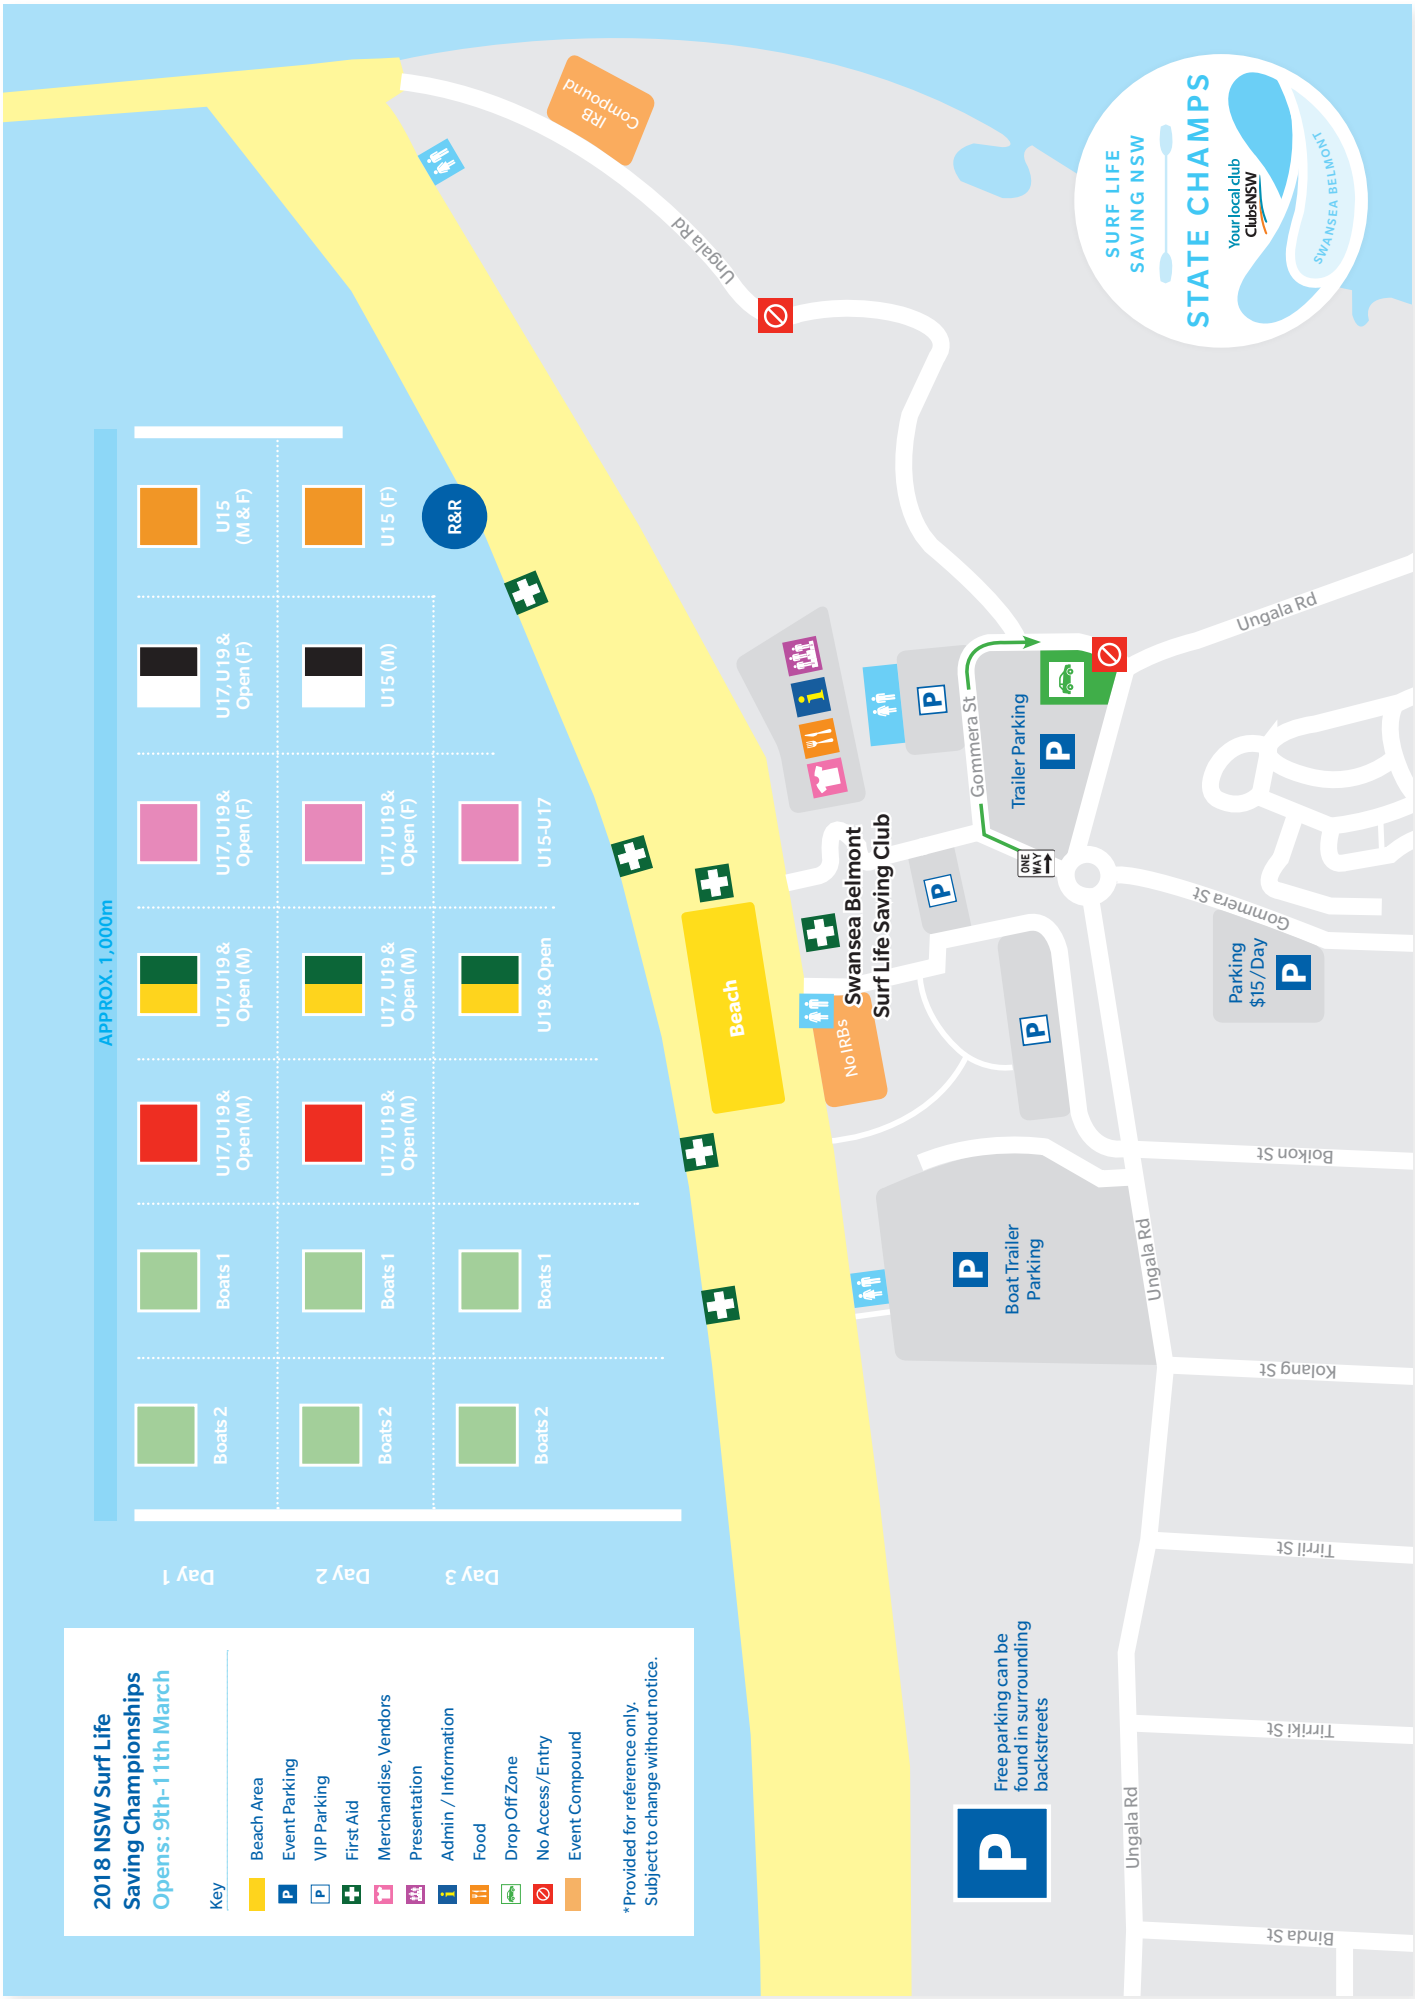 2018 NSW Surf Life
Saving Championships
Opens: 9th-11th March
Key
Beach Area
P
Event Parking
P
VIP Parking
First Aid
Merchandise, Vendors
Presentation
i
Admin / Information
Food
Drop Off Zone
No Access/Entry
Event Compound
*Provided for reference only.
Subject to change without notice.
APPROX. 1,000m
Day 1
Boats 2
Boats 1
U17, U19 &
Open (M)
U17, U19 &
Open (M)
U17, U19 &
Open (F)
U17, U19 &
Open (F)
U15
(M & F)
Day 2
Boats 2
Boats 1
U17, U19 &
Open (M)
U17, U19 &
Open (M)
U17, U19 &
Open (F)
U15 (M)
U15 (F)
Day 3
Boats 2
Boats 1
U19 & Open
U15-U17
R&R
IRB
Compound
Ungala Rd
Beach
No IRBs
Swansea Belmont
Surf Life Saving Club
i
P
P
P
Gommera St
Trailer Parking
P
ONE
WAY
Ungala Rd
Gommera St
Parking
$15/Day
P
Boikon St
P
Boat Trailer
Parking
Ungala Rd
Kolang St
Tirril St
Tirriki St
Binda St
Ungala Rd
P
Free parking can be
found in surrounding
backstreets
SURF LIFE
SAVING NSW
STATE CHAMPS
Your local club
ClubsNSW
SWANSEA BELMONT